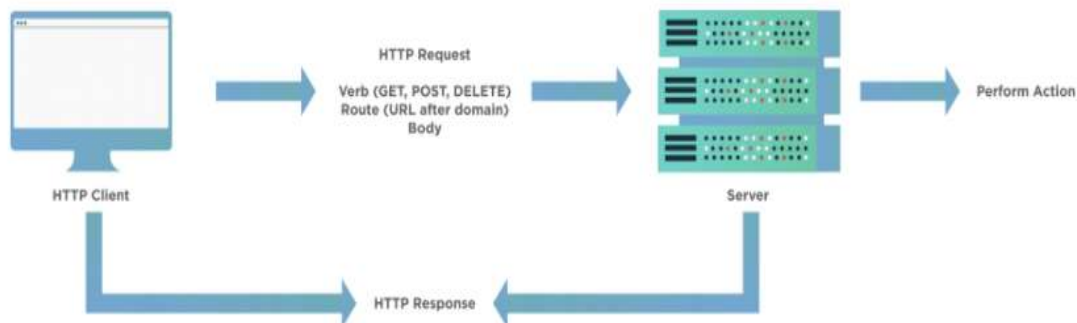 HTTP Request
Verb (GET, POST, DELETE)
Route (URL after domain)
Body
Perform Action
HTTP Client
Server
HTTP Response